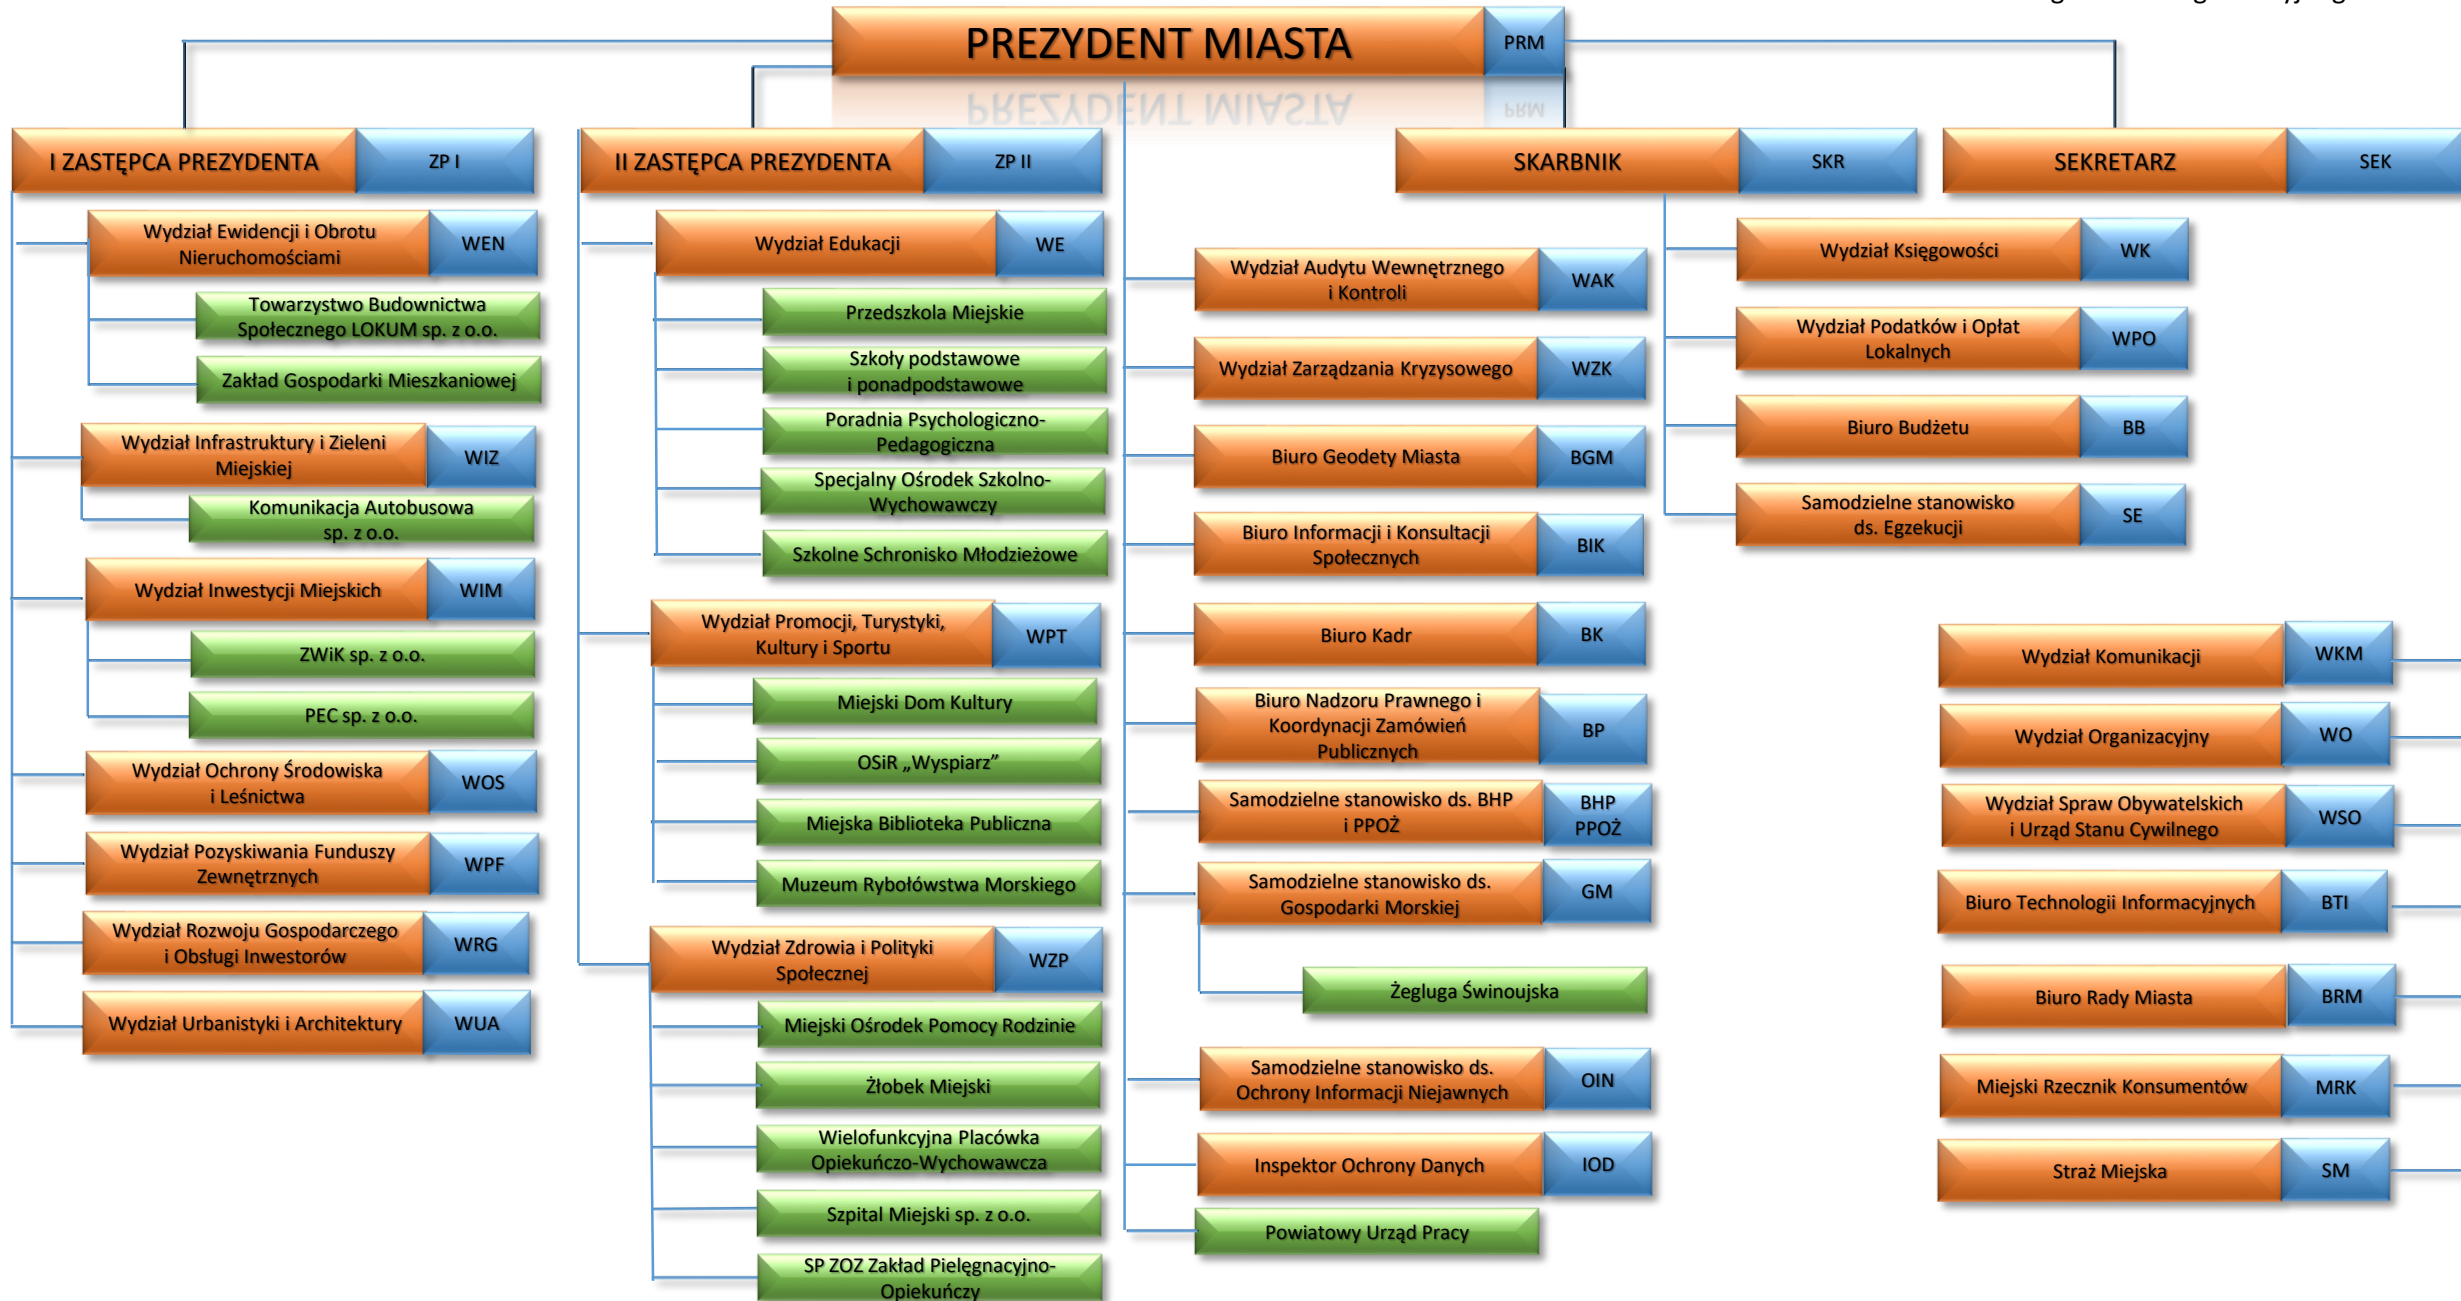 PREZYDENT MIASTA
PRM
I ZASTĘPCA PREZYDENTA
ZP I
Wydział Ewidencji i Obrotu
Nieruchomościami
WEN
Towarzystwo Budownictwa
Społecznego LOKUM sp. z o.o.
Zakład Gospodarki Mieszkaniowej
Wydział Infrastruktury i Zieleni
Miejskiej
WIZ
Komunikacja Autobusowa
sp. z o.o.
Wydział Inwestycji Miejskich
WIM
ZWiK sp. z o.o.
PEC sp. z o.o.
Wydział Ochrony Środowiska
i Leśnictwa
WOS
Wydział Pozyskiwania Funduszy
Zewnętrznych
WPF
Wydział Rozwoju Gospodarczego
i Obsługi Inwestorów
WRG
Wydział Urbanistyki i Architektury
WUA
II ZASTĘPCA PREZYDENTA
ZP II
Wydział Edukacji
WE
Przedszkola Miejskie
Szkoły podstawowe
i ponadpodstawowe
Poradnia Psychologiczno-
Pedagogiczna
Specjalny Ośrodek Szkolno-
Wychowawczy
Szkolne Schronisko Młodzieżowe
Wydział Promocji, Turystyki,
Kultury i Sportu
WPT
Miejski Dom Kultury
OSiR „Wyspiarz”
Miejska Biblioteka Publiczna
Muzeum Rybołówstwa Morskiego
Wydział Zdrowia i Polityki
Społecznej
WZP
Miejski Ośrodek Pomocy Rodzinie
Żłobek Miejski
Wielofunkcyjna Placówka
Opiekuńczo-Wychowawcza
Szpital Miejski sp. z o.o.
SP ZOZ Zakład Pielęgnacyjno-
Opiekuńczy
Wydział Audytu Wewnętrznego
i Kontroli
WAK
Wydział Zarządzania Kryzysowego
WZK
Biuro Geodety Miasta
BGM
Biuro Informacji i Konsultacji
Społecznych
BIK
Biuro Kadr
BK
Biuro Nadzoru Prawnego i
Koordynacji Zamówień
Publicznych
BP
Samodzielne stanowisko ds. BHP
i PPOŻ
BHP
PPOŻ
Samodzielne stanowisko ds.
Gospodarki Morskiej
GM
Żegluga Świnoujska
Samodzielne stanowisko ds.
Ochrony Informacji Niejawnych
OIN
Inspektor Ochrony Danych
IOD
Powiatowy Urząd Pracy
SKARBNIK
SKR
Wydział Księgowości
WK
Wydział Podatków i Opłat
Lokalnych
WPO
Biuro Budżetu
BB
Samodzielne stanowisko
ds. Egzekucji
SE
SEKRETARZ
SEK
Wydział Komunikacji
WKM
Wydział Organizacyjny
WO
Wydział Spraw Obywatelskich
i Urząd Stanu Cywilnego
WSO
Biuro Technologii Informacyjnych
BTI
Biuro Rady Miasta
BRM
Miejski Rzecznik Konsumentów
MRK
Straż Miejska
SM